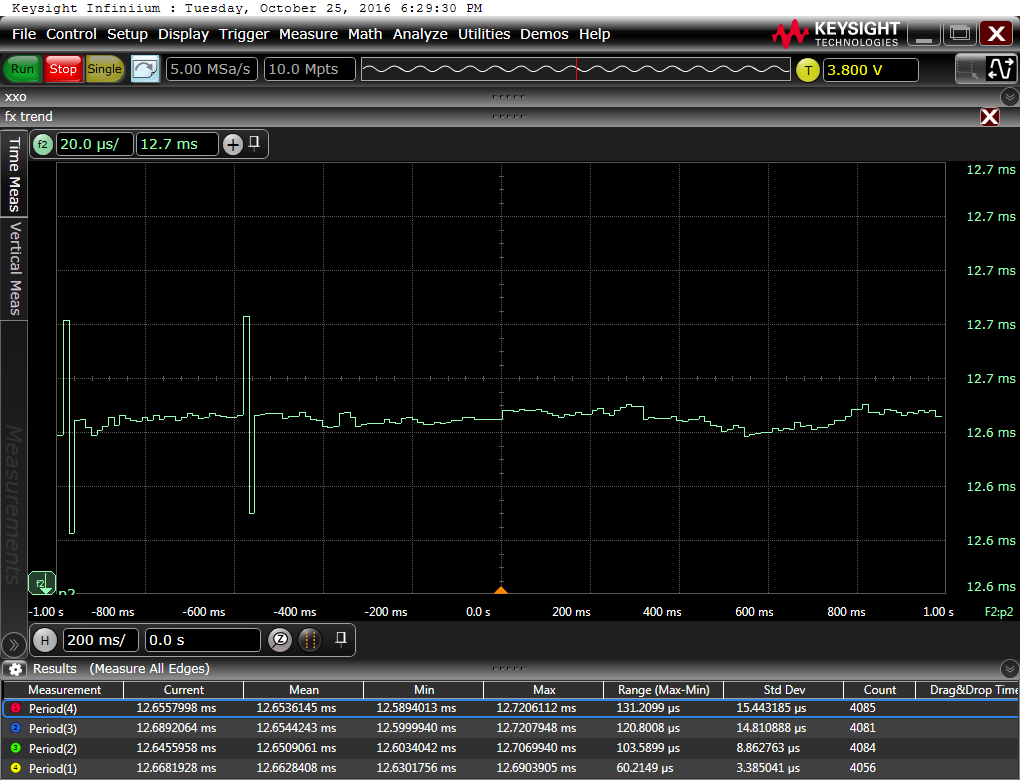 Keysight Infiniium : Tuesday, October 25, 2016 6:29:30 PM
File Control Setup Display Trigger Measure Math Analyze Utilities Demos Help
KEYSIGHT
TECHNOLOGIES
Run Stop Single 5.00 MSa/s 10.0 Mpts T 3.800 V
xxo
fx trend
f2 20.0 µs/ 12.7 ms
Time Meas
Vertical Meas
Measurements
12.7 ms
12.7 ms
12.7 ms
12.7 ms
12.7 ms
12.6 ms
12.6 ms
12.6 ms
12.6 ms
f2
p2
-1.00 s -800 ms -600 ms -400 ms -200 ms 0.0 s 200 ms 400 ms 600 ms 800 ms 1.00 s F2:p2
H 200 ms/ 0.0 s
Results (Measure All Edges)
Measurement Current Mean Min Max Range (Max-Min) Std Dev Count Drag&Drop Time
1 Period(4) 12.6557998 ms 12.6536145 ms 12.5894013 ms 12.7206112 ms 131.2099 µs 15.443185 µs 4085
2 Period(3) 12.6892064 ms 12.6544243 ms 12.5999940 ms 12.7207948 ms 120.8008 µs 14.810888 µs 4081
3 Period(2) 12.6455958 ms 12.6509061 ms 12.6034042 ms 12.7069940 ms 103.5899 µs 8.862763 µs 4084
4 Period(1) 12.6681928 ms 12.6628408 ms 12.6301756 ms 12.6903905 ms 60.2149 µs 3.385041 µs 4056